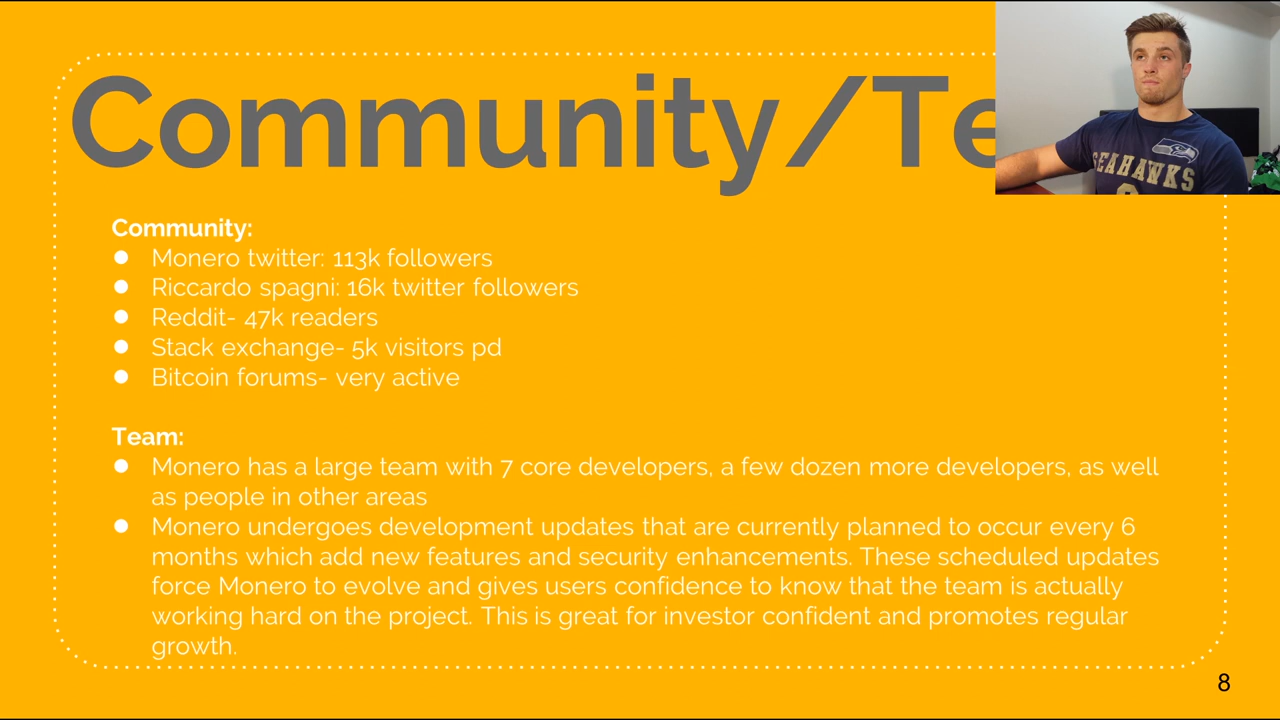 Community/Te
SEAHAWKS
Community:
● Monero twitter: 113k followers
● Riccardo spagni: 16k twitter followers
● Reddit- 47k readers
● Stack exchange- 5k visitors pd
● Bitcoin forums- very active
Team:
● Monero has a large team with 7 core developers, a few dozen more developers, as well
as people in other areas
● Monero undergoes development updates that are currently planned to occur every 6
months which add new features and security enhancements. These scheduled updates
force Monero to evolve and gives users confidence to know that the team is actually
working hard on the project. This is great for investor confident and promotes regular
growth.
8